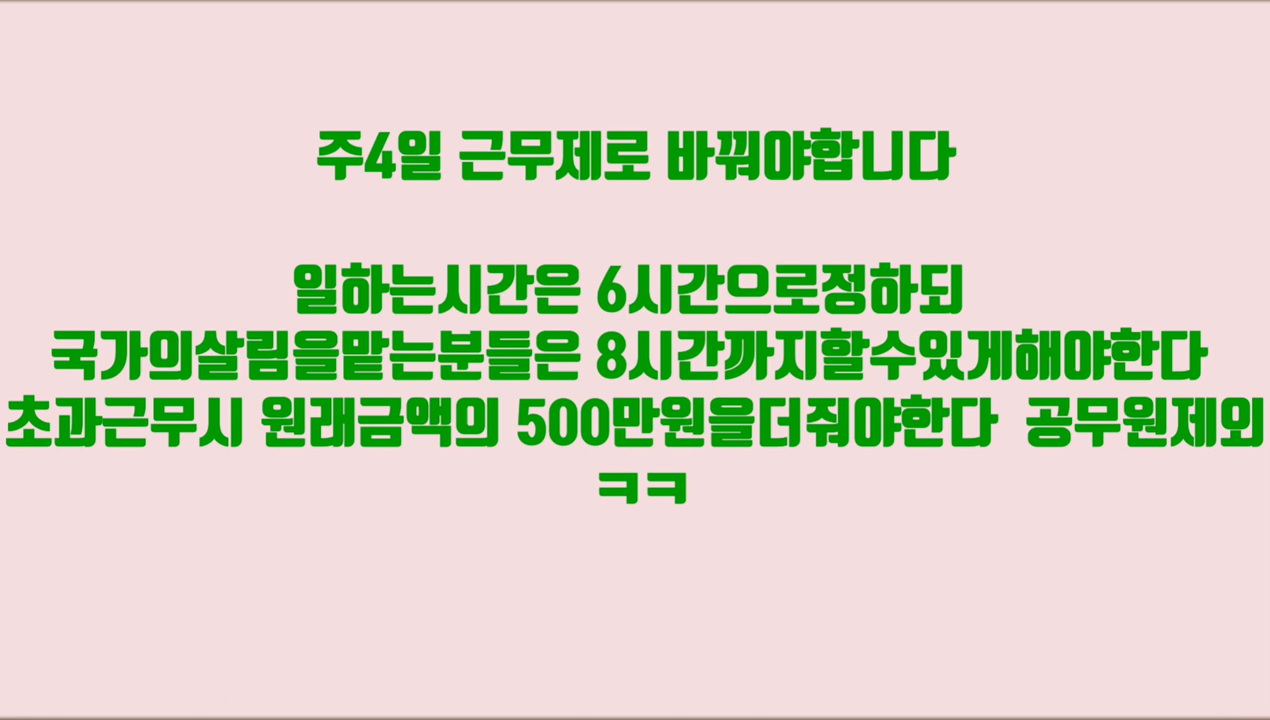 주4일 근무제로 바꿔야합니다
일하는시간은 6시간으로정하되
국가의살림을맡는분들은 8시간까지할수있게해야한다
초과근무시 원래금액의 500만원을더줘야한다 공무원제외
ㅋㅋ